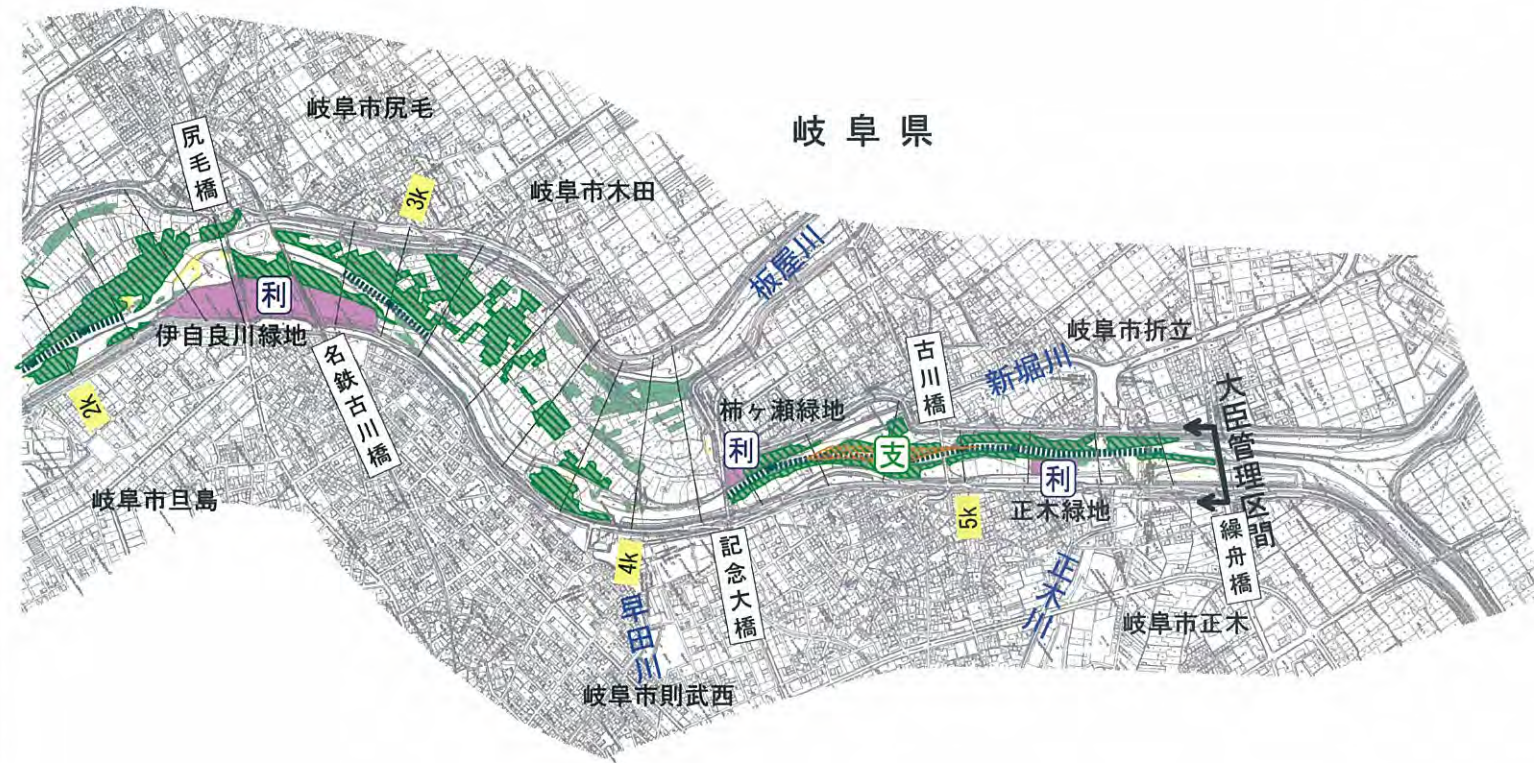 岐阜県
岐阜市尻毛
尻毛橋
3k
岐阜市木田
板屋川
利
伊自良川緑地
名鉄古川橋
2k
岐阜市旦島
古川橋
新堀川
岐阜市折立
柿ヶ瀬緑地
利
支
大臣管理区間
利
正木緑地
5k
繰舟橋
記念大橋
4k
早田川
正木川
岐阜市正木
岐阜市則武西